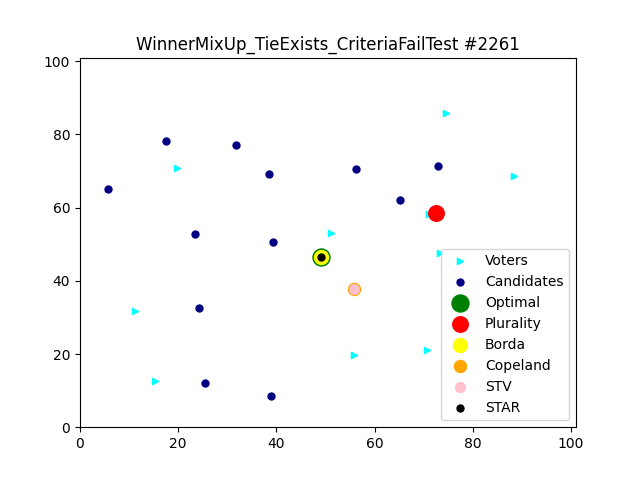 WinnerMixUp_TieExists_CriteriaFailTest #2261
100
80
60
40
20
0
0 20 40 60 80 100
Voters
Candidates
Optimal
Plurality
Borda
Copeland
STV
STAR